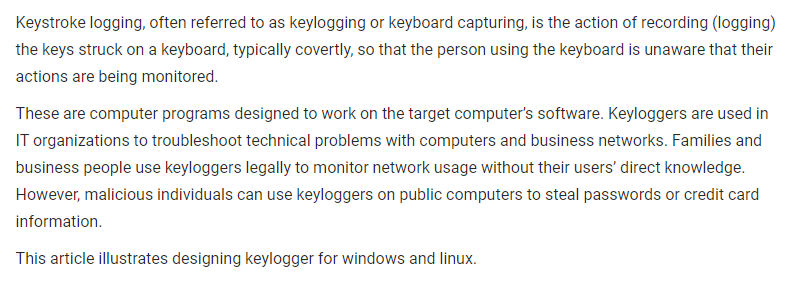 Keystroke logging, often referred to as keylogging or keyboard capturing, is the action of recording (logging)
the keys struck on a keyboard, typically covertly, so that the person using the keyboard is unaware that their
actions are being monitored.
These are computer programs designed to work on the target computer's software. Keyloggers are used in
IT organizations to troubleshoot technical problems with computers and business networks. Families and
business people use keyloggers legally to monitor network usage without their users' direct knowledge.
However, malicious individuals can use keyloggers on public computers to steal passwords or credit card
information.
This article illustrates designing keylogger for windows and linux.